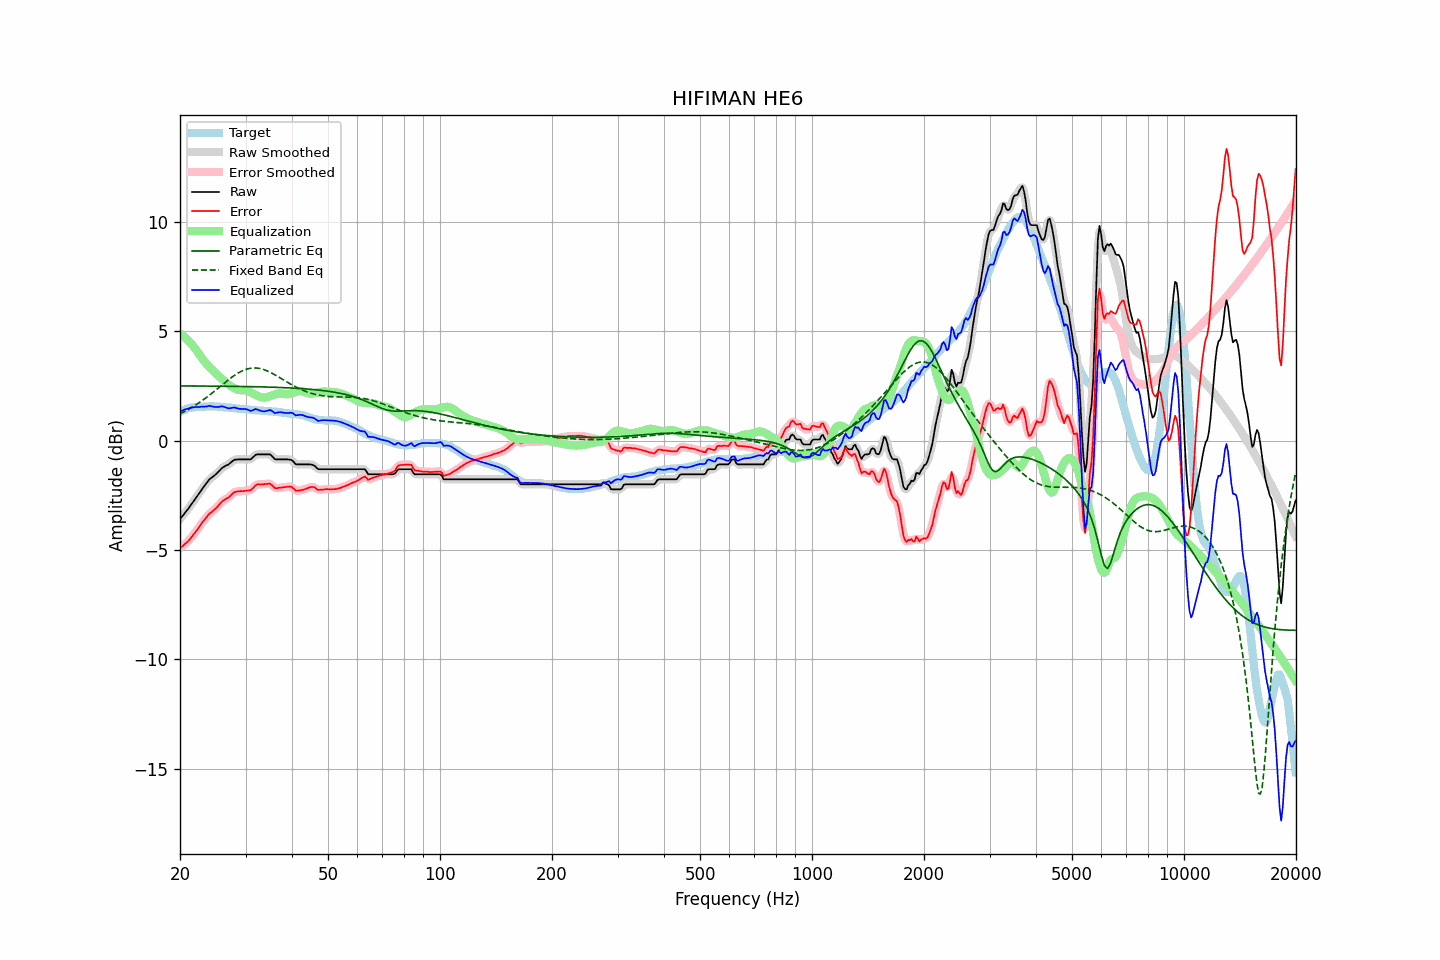 HIFIMAN HE6
Target
Raw Smoothed
Error Smoothed
Raw
Error
Equalization
Parametric Eq
Fixed Band Eq
Equalized
Amplitude (dBr)
10
5
0
−5
−10
−15
20 50 100 200 500 1000 2000 5000 10000 20000
Frequency (Hz)